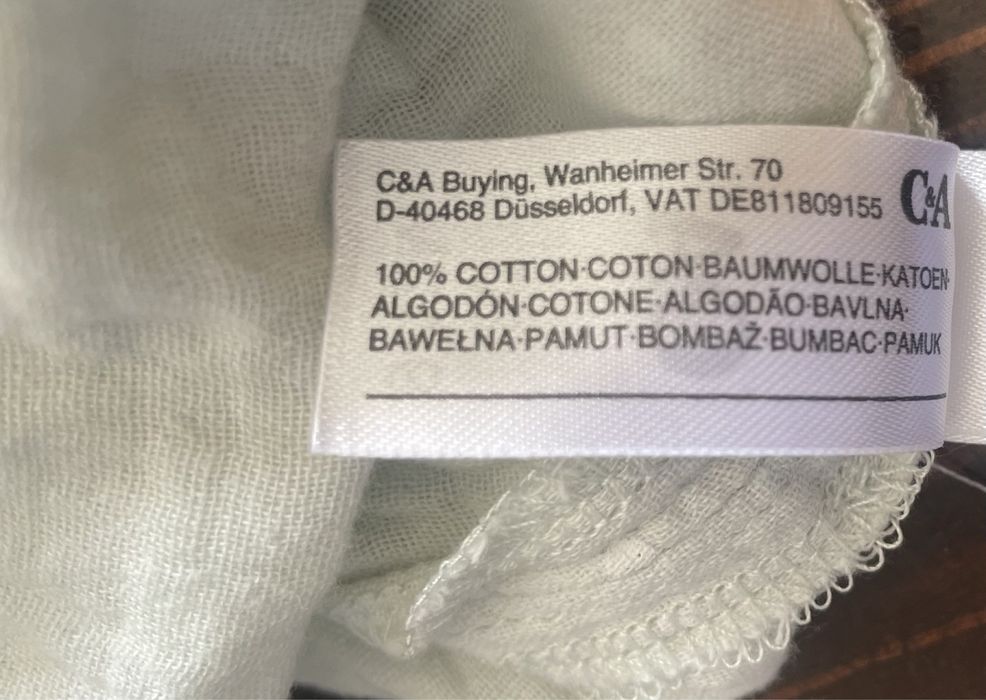 C&A Buying, Wanheimer Str. 70
D-40468 Düsseldorf, VAT DE811809155
C&A
100% COTTON·COTON·BAUMWOLLE·KATOEN·
ALGODÓN·COTONE·ALGODÃO·BAVLNA·
BAWEŁNA·PAMUT·BOMBAŽ·BUMBAC·PAMUK